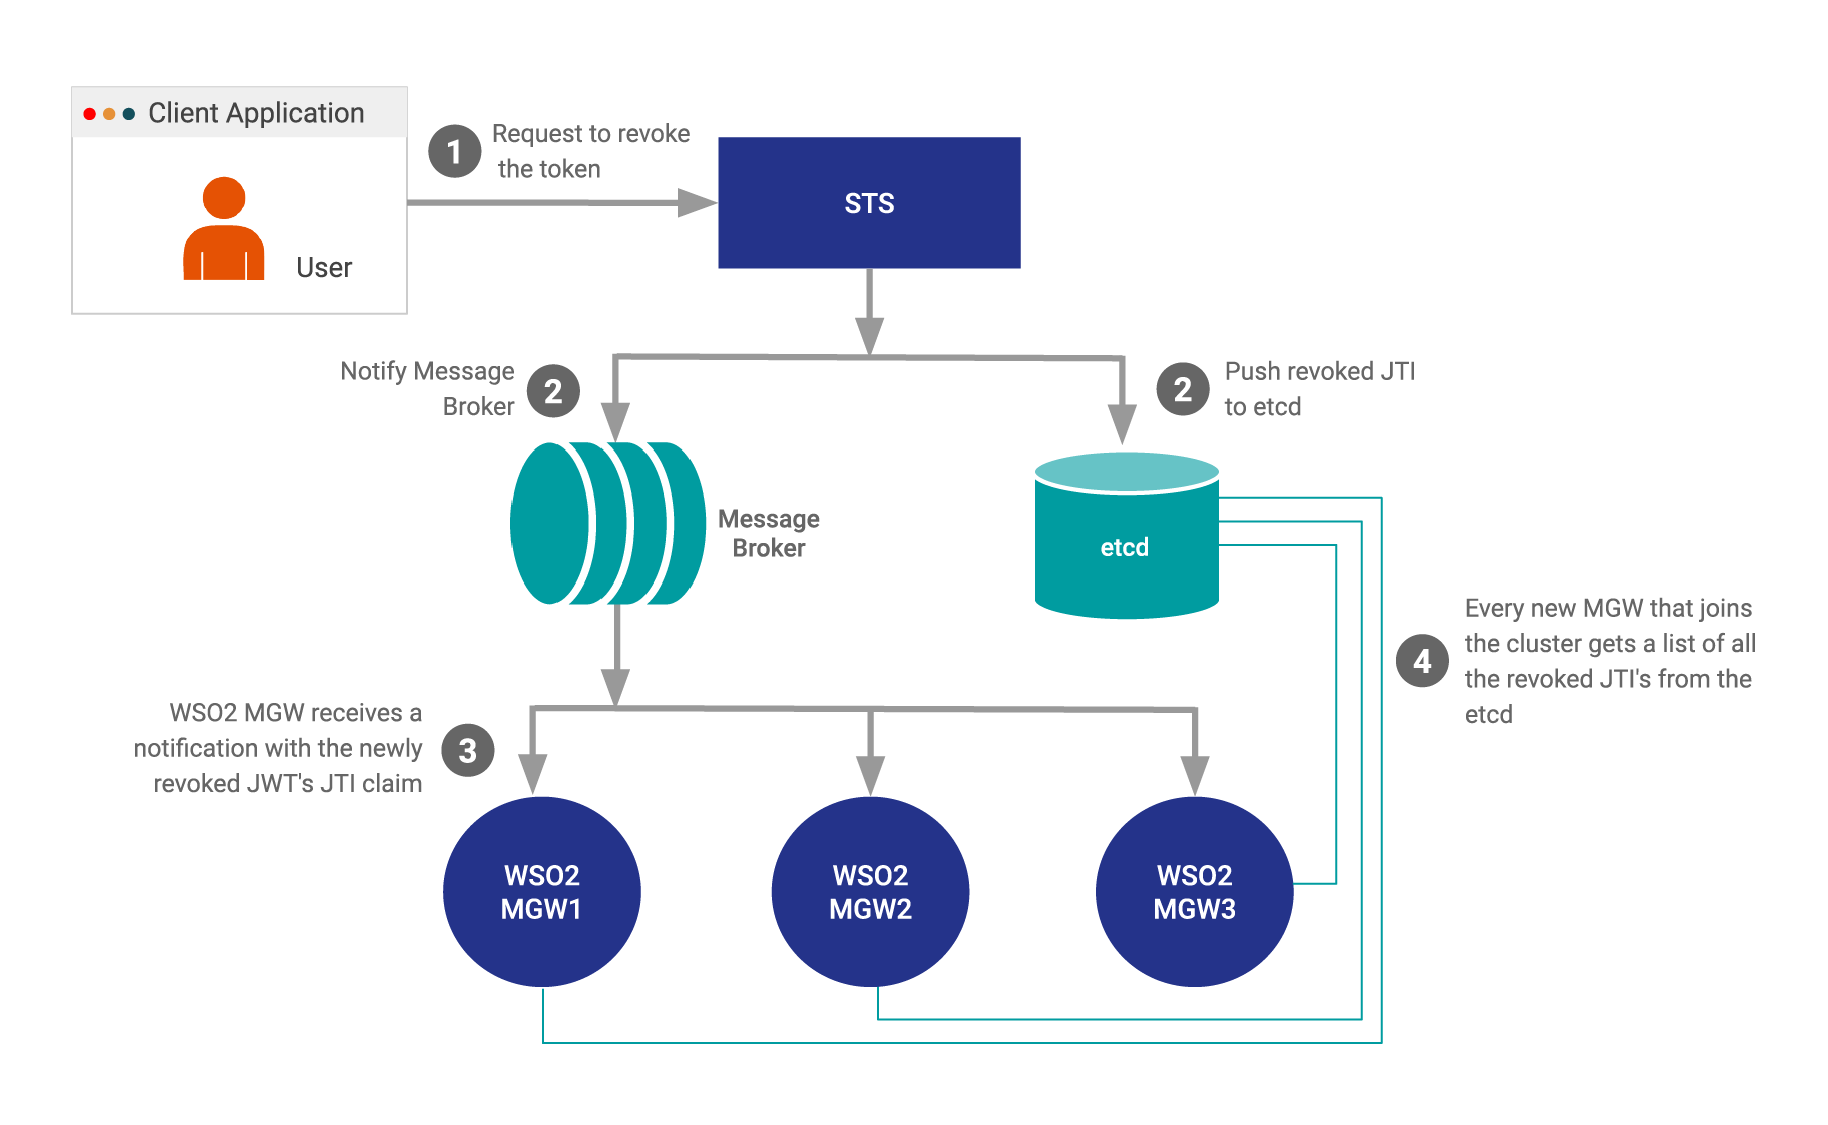 Client Application
User
1
Request to revoke
the token
STS
Notify Message
Broker
2
2
Push revoked JTI
to etcd
Message
Broker
etcd
Every new MGW that joins
the cluster gets a list of all
the revoked JTI's from the
etcd
4
WSO2 MGW receives a
notification with the newly
revoked JWT's JTI claim
3
WSO2
MGW1
WSO2
MGW2
WSO2
MGW3